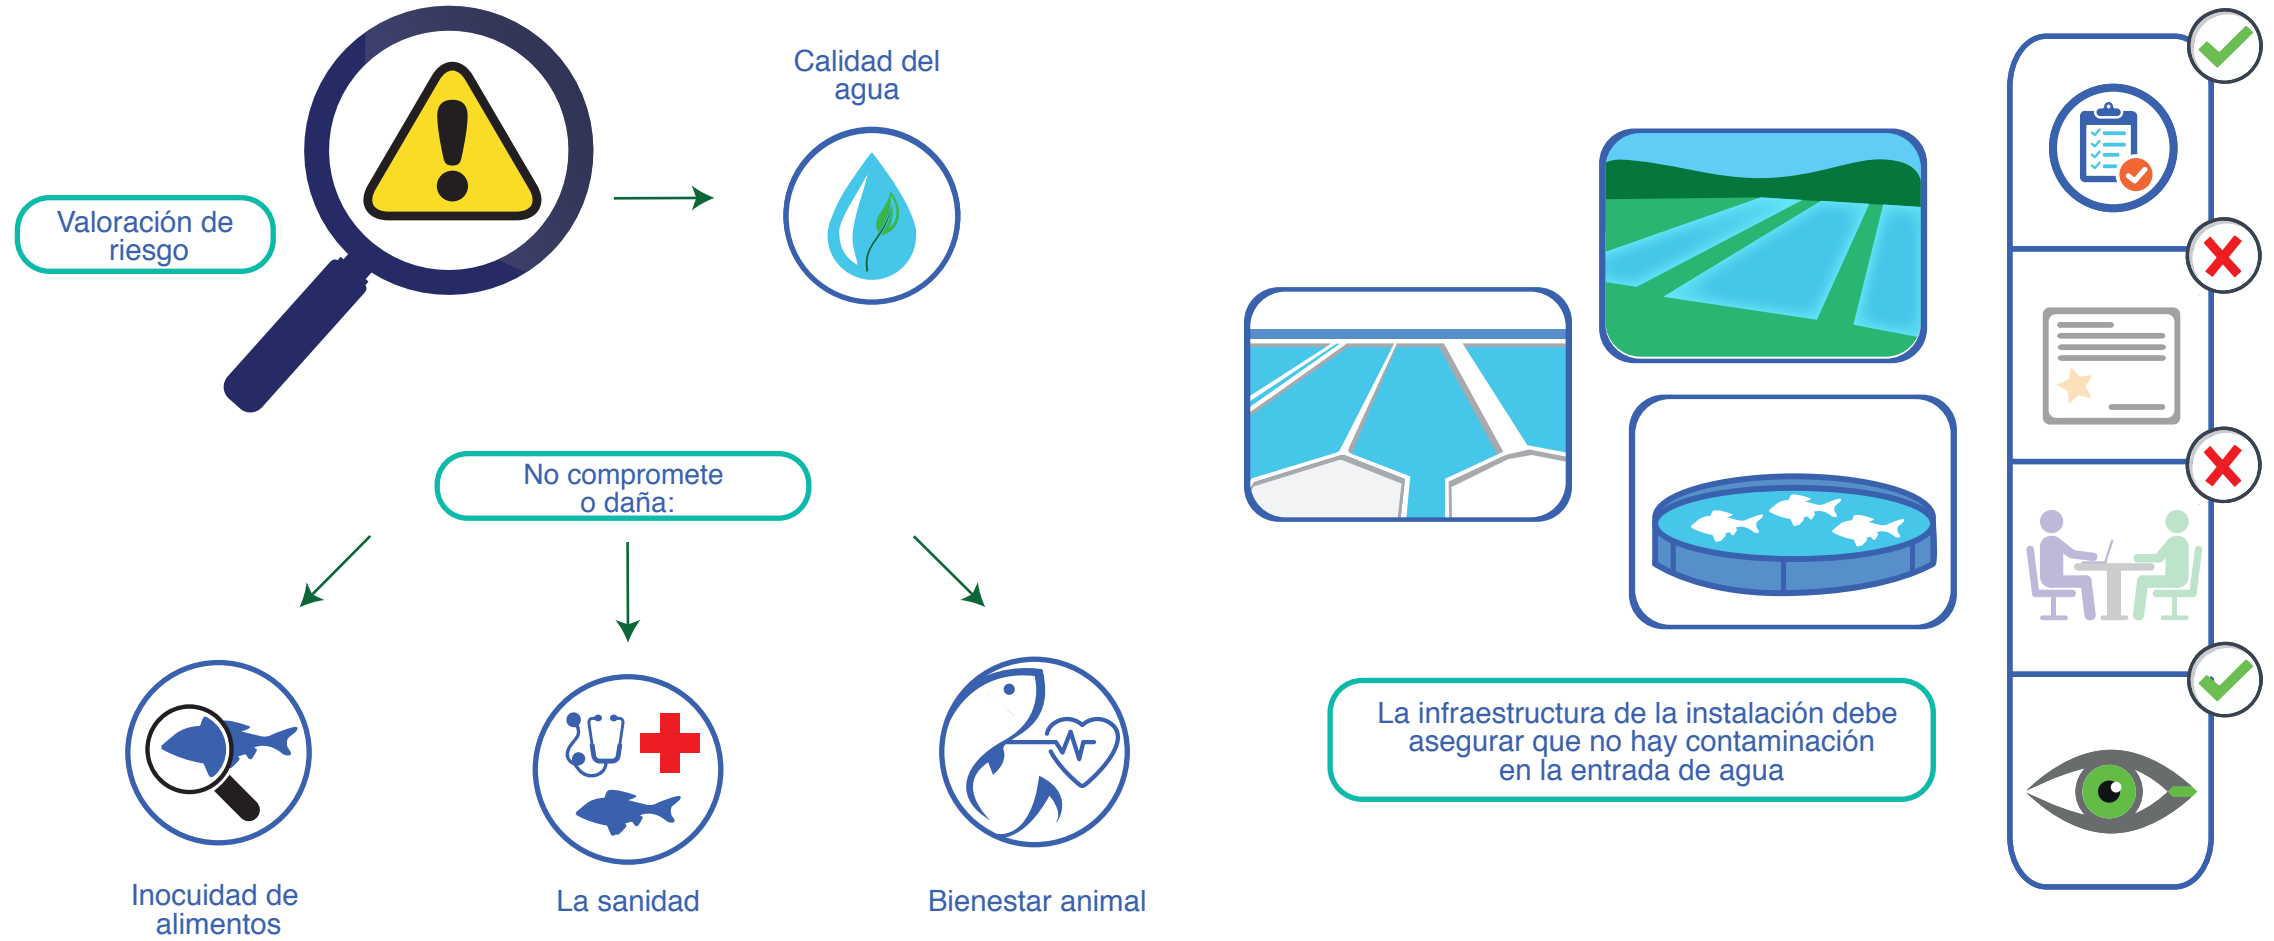 Valoración de
riesgo
Calidad del
agua
No compromete
o daña:
Inocuidad de
alimentos
La sanidad
Bienestar animal
La infraestructura de la instalación debe
asegurar que no hay contaminación
en la entrada de agua